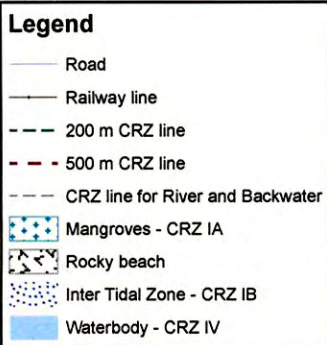 Legend
Road
Railway line
200 m CRZ line
500 m CRZ line
CRZ line for River and Backwater
Mangroves - CRZ IA
Rocky beach
Inter Tidal Zone - CRZ IB
Waterbody - CRZ IV